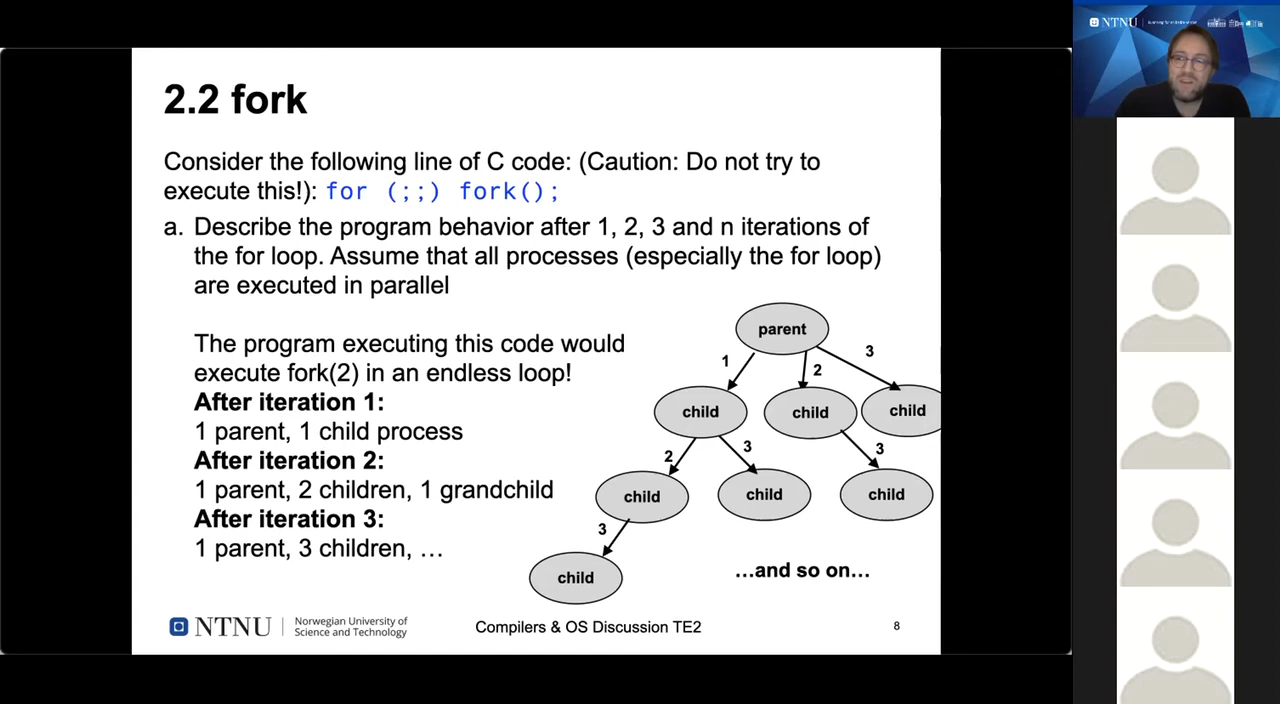 2.2 fork
Consider the following line of C code: (Caution: Do not try to
execute this!): for (;;) fork();
a. Describe the program behavior after 1, 2, 3 and n iterations of
the for loop. Assume that all processes (especially the for loop)
are executed in parallel
The program executing this code would
execute fork(2) in an endless loop!
After iteration 1:
1 parent, 1 child process
After iteration 2:
1 parent, 2 children, 1 grandchild
After iteration 3:
1 parent, 3 children, …
parent
1
2
3
child
child
child
2
3
3
child
child
child
3
child
…and so on…
NTNU
Norwegian University of
Science and Technology
Compilers & OS Discussion TE2
8
NTNU